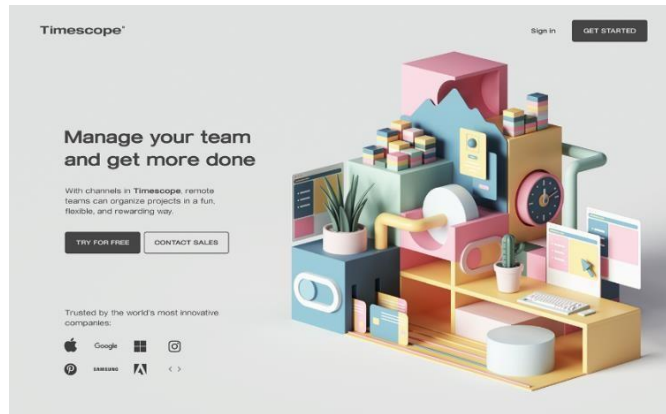 Timescope°
Sign in
GET STARTED
Manage your team
and get more done
With channels in Timescope, remote
teams can organize projects in a fun,
flexible, and rewarding way.
TRY FOR FREE
CONTACT SALES
Trusted by the world's most innovative
companies:
Google
SAMSUNG